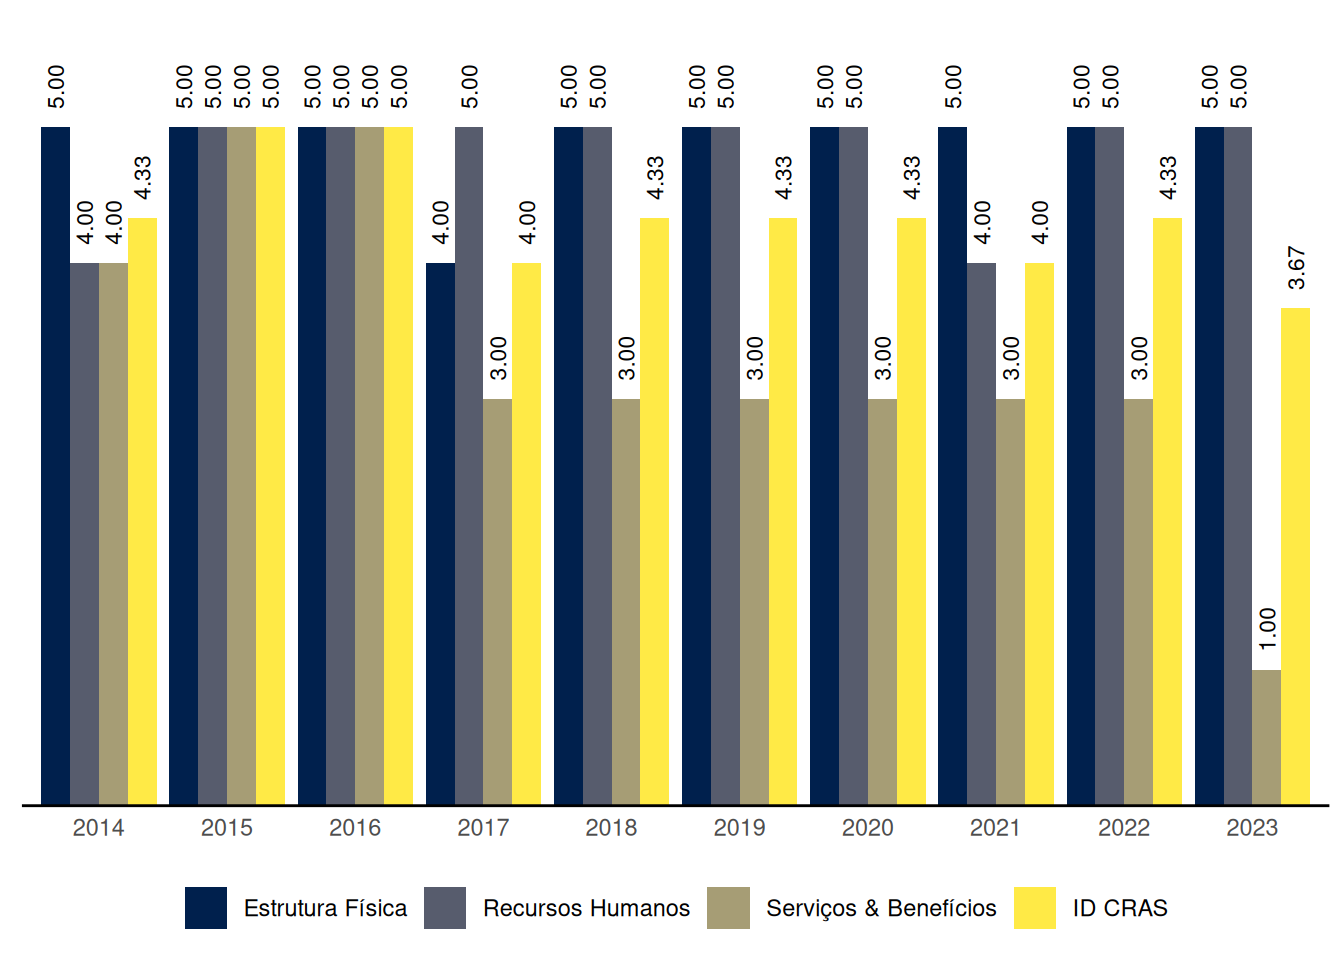 5.00 4.00 4.00 4.33 5.00 5.00 5.00 5.00 5.00 5.00 5.00 5.00 4.00 5.00 3.00 4.00 5.00 5.00 3.00 4.33 5.00 5.00 3.00 4.33 5.00 5.00 3.00 4.33 5.00 4.00 3.00 4.00 5.00 5.00 3.00 4.33 5.00 5.00 1.00 3.67
2014 2015 2016 2017 2018 2019 2020 2021 2022 2023
Estrutura Física Recursos Humanos Serviços & Benefícios ID CRAS